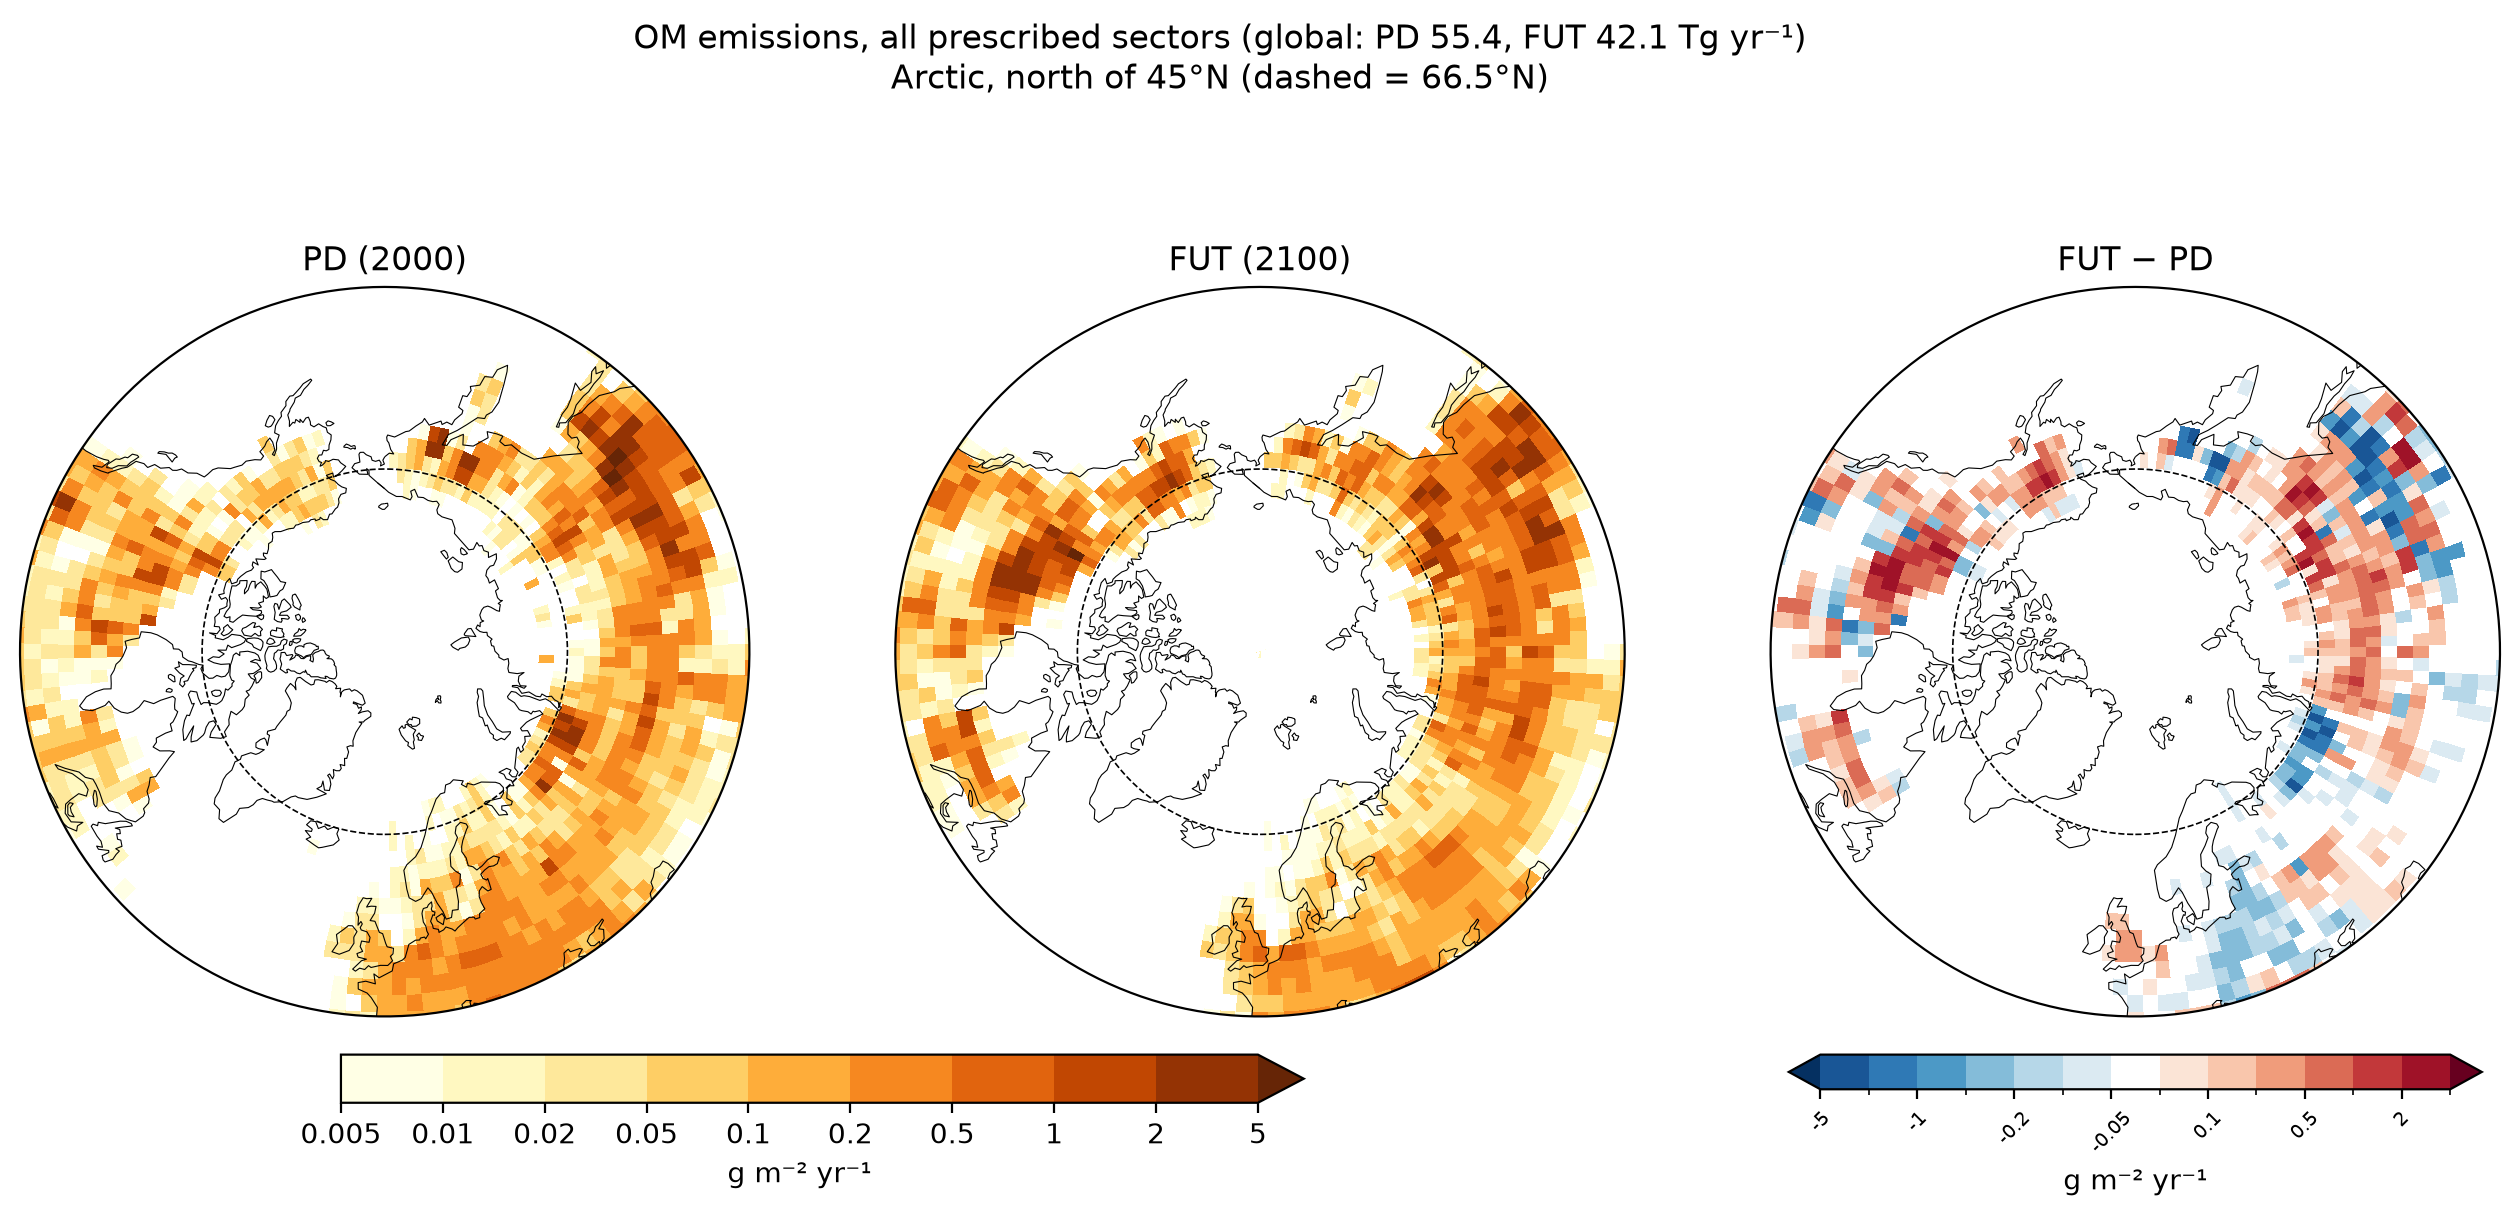 OM emissions, all prescribed sectors (global: PD 55.4, FUT 42.1 Tg yr⁻¹)
Arctic, north of 45°N (dashed = 66.5°N)
PD (2000)
FUT (2100)
FUT − PD
0.005 0.01 0.02 0.05 0.1 0.2 0.5 1 2 5
g m⁻² yr⁻¹
-5 -1 -0.2 -0.05 0.1 0.5 2
g m⁻² yr⁻¹